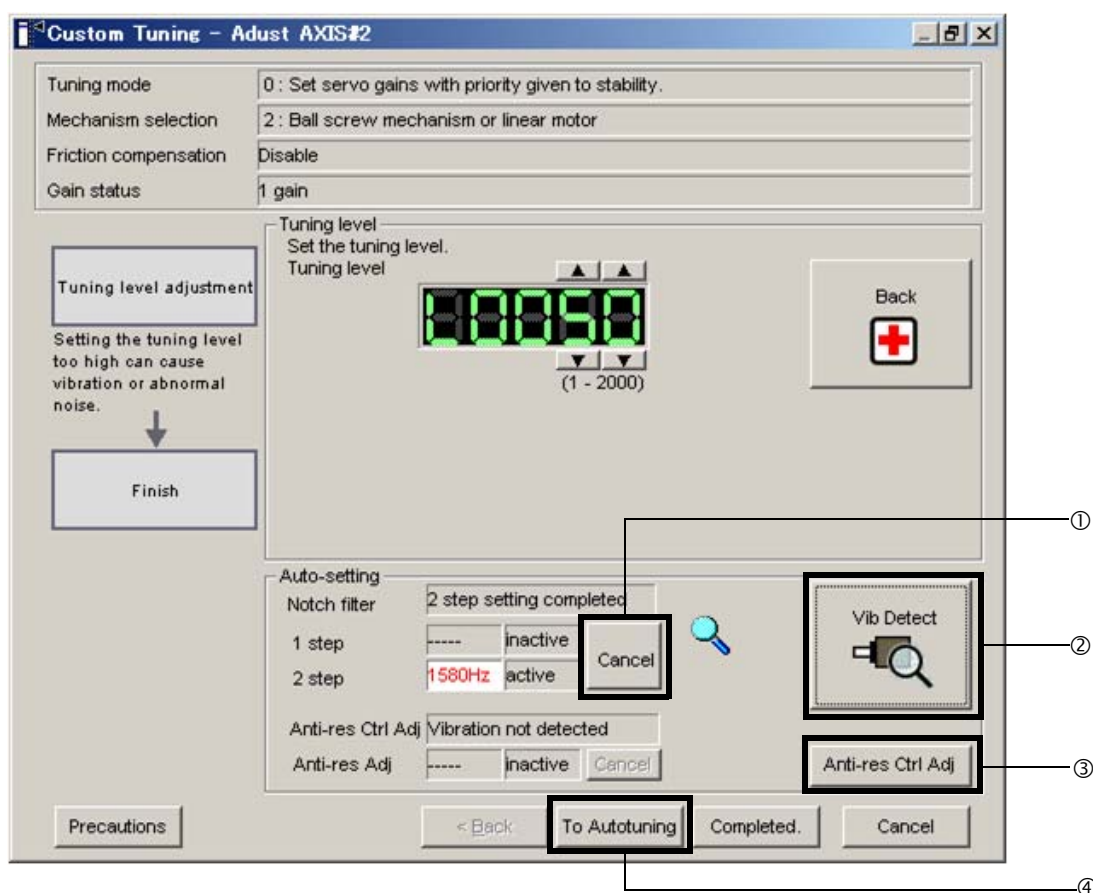 Custom Tuning - Adust AXIS#2
Tuning mode
0 : Set servo gains with priority given to stability.
Mechanism selection
2 : Ball screw mechanism or linear motor
Friction compensation
Disable
Gain status
1 gain
Tuning level adjustment
Setting the tuning level
too high can cause
vibration or abnormal
noise.
Finish
Tuning level
Set the tuning level.
Tuning level
L0050
(1 - 2000)
Back
Auto-setting
Notch filter
2 step setting completed
1 step
-----
inactive
2 step
1580Hz
active
Cancel
Vib Detect
Anti-res Ctrl Adj
Vibration not detected
Anti-res Adj
-----
inactive
Cancel
Anti-res Ctrl Adj
Precautions
< Back
To Autotuning
Completed.
Cancel
①
②
③
④